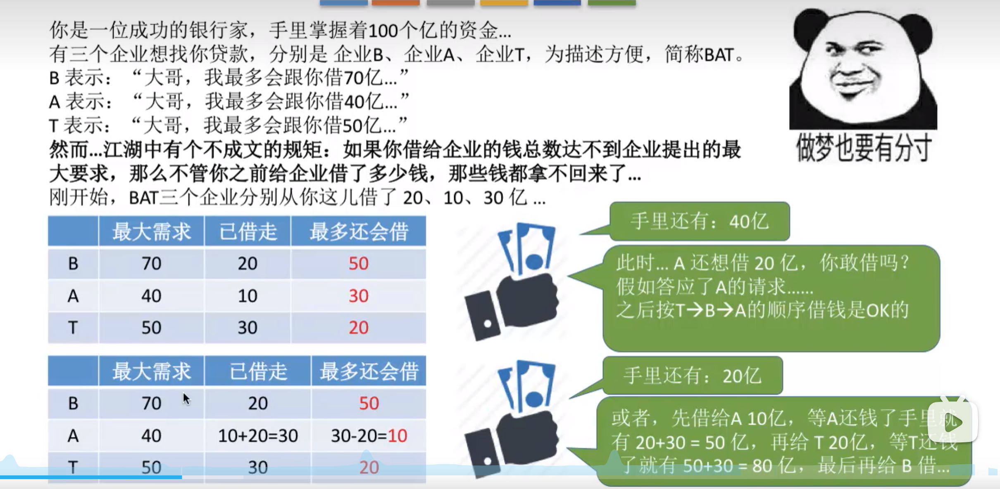 你是一位成功的银行家，手里掌握着100个亿的资金...
有三个企业想找你贷款，分别是 企业B、企业A、企业T，为描述方便，简称BAT。
B 表示：“大哥，我最多会跟你借70亿...”
A 表示：“大哥，我最多会跟你借40亿...”
T 表示：“大哥，我最多会跟你借50亿...”
然而...江湖中有个不成文的规矩：如果你借给企业的钱总数达不到企业提出的最
大要求，那么不管你之前给企业借了多少钱，那些钱都拿不回来了...
刚开始，BAT三个企业分别从你这儿借了 20、10、30 亿 ...
做梦也要有分寸
最大需求 已借走 最多还会借
B 70 20 50
A 40 10 30
T 50 30 20
手里还有：40亿
此时... A 还想借 20 亿，你敢借吗？
假如答应了A的请求......
之后按T→B→A的顺序借钱是OK的
最大需求 已借走 最多还会借
B 70 20 50
A 40 10+20=30 30-20=10
T 50 30 20
手里还有：20亿
或者，先借给A 10亿，等A还钱了手里就
有 20+30 = 50 亿，再给 T 20亿，等T还钱
了就有 50+30 = 80 亿，最后再给 B 借...